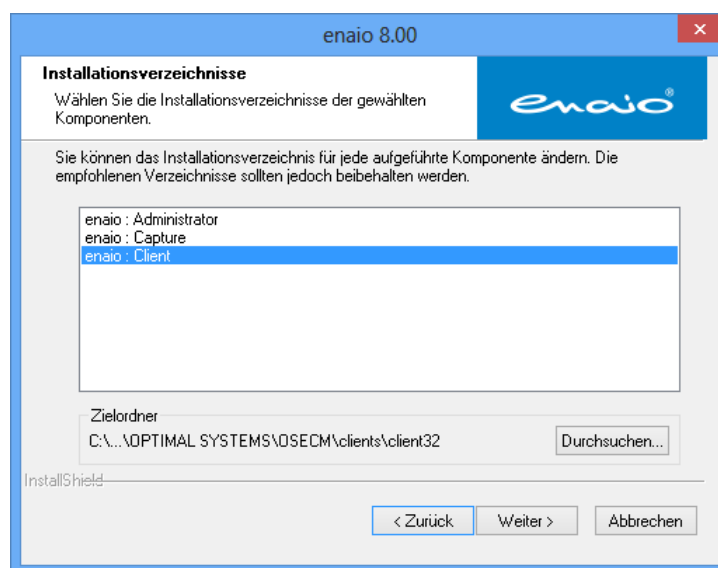 enaio 8.00
Installationsverzeichnisse
Wählen Sie die Installationsverzeichnisse der gewählten
Komponenten.
enaio®
Sie können das Installationsverzeichnis für jede aufgeführte Komponente ändern. Die
empfohlenen Verzeichnisse sollten jedoch beibehalten werden.
enaio : Administrator
enaio : Capture
enaio : Client
Zielordner
C:\...\OPTIMAL SYSTEMS\OSECM\clients\client32
Durchsuchen...
InstallShield
< Zurück
Weiter >
Abbrechen